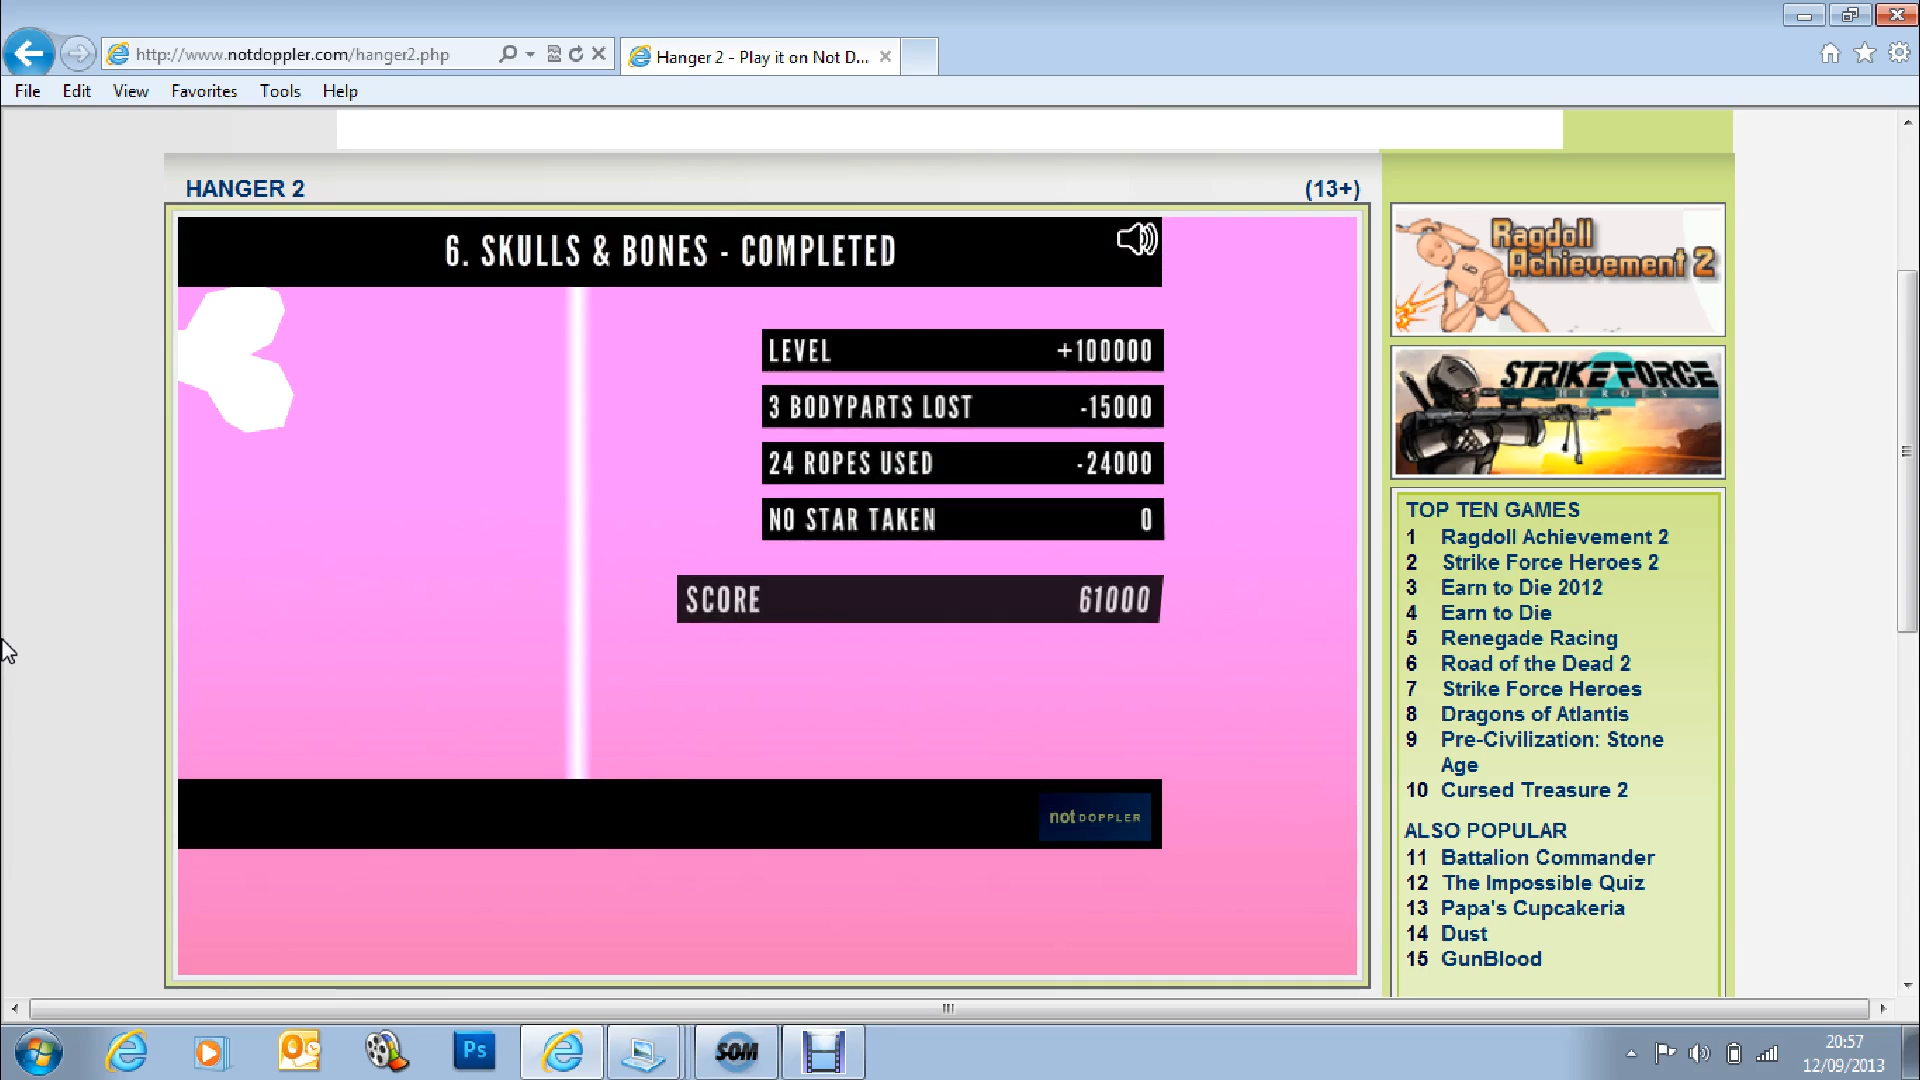 http://www.notdoppler.com/hanger2.php
Hanger 2 - Play it on Not D...
File Edit View Favorites Tools Help
HANGER 2 (13+)
6. SKULLS & BONES - COMPLETED
LEVEL +100000
3 BODYPARTS LOST -15000
24 ROPES USED -24000
NO STAR TAKEN 0
SCORE 61000
not DOPPLER
Ragdoll
Achievement 2
6
STRIKE FORCE
2
HEROES
TOP TEN GAMES
1 Ragdoll Achievement 2
2 Strike Force Heroes 2
3 Earn to Die 2012
4 Earn to Die
5 Renegade Racing
6 Road of the Dead 2
7 Strike Force Heroes
8 Dragons of Atlantis
9 Pre-Civilization: Stone
Age
10 Cursed Treasure 2
ALSO POPULAR
11 Battalion Commander
12 The Impossible Quiz
13 Papa's Cupcakeria
14 Dust
15 GunBlood
Ps
SOM
20:57
12/09/2013